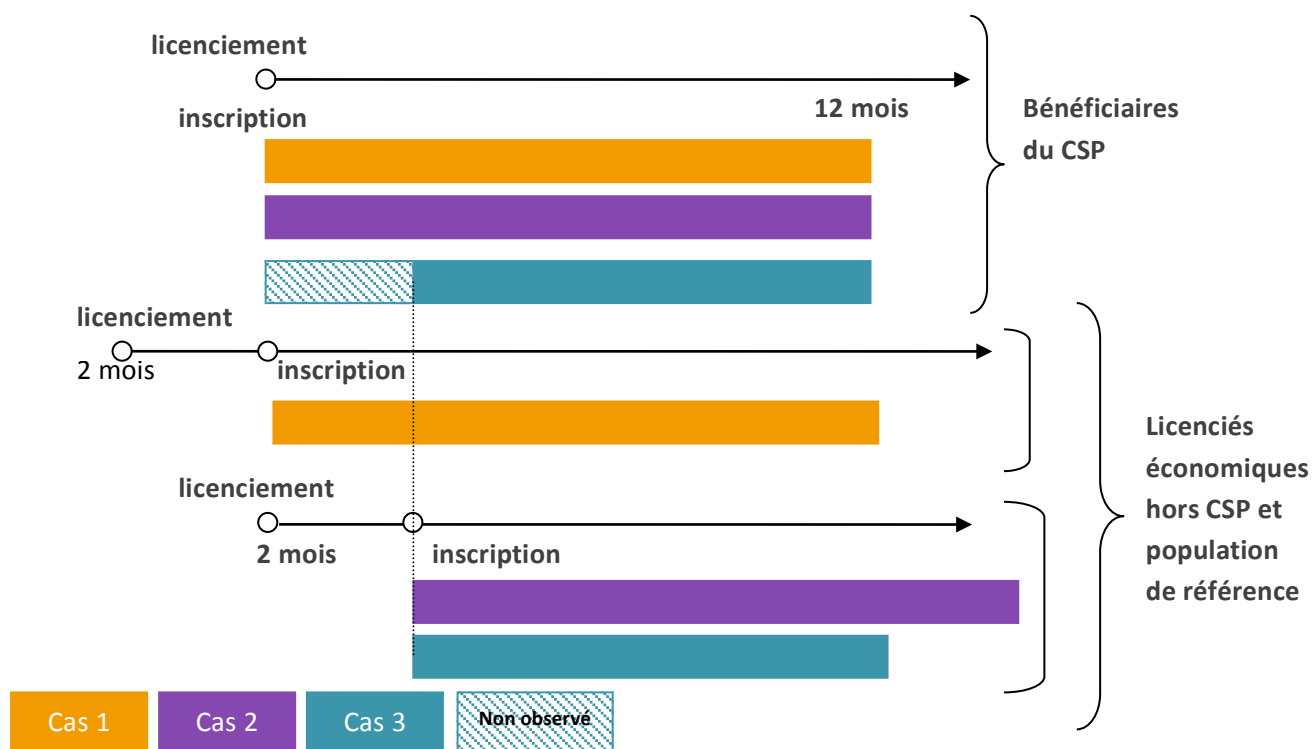 licenciement
12 mois
inscription
Bénéficiaires
du CSP
licenciement
2 mois
inscription
licenciement
2 mois
inscription
Licenciés
économiques
hors CSP et
population
de référence
Cas 1
Cas 2
Cas 3
Non observé